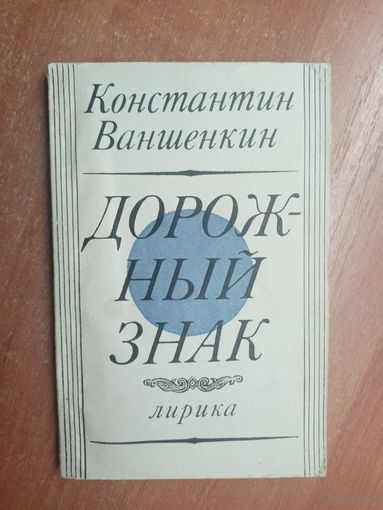 Константин
Ваншенкин
ДОРОЖ-
НЫЙ
ЗНАК
лирика